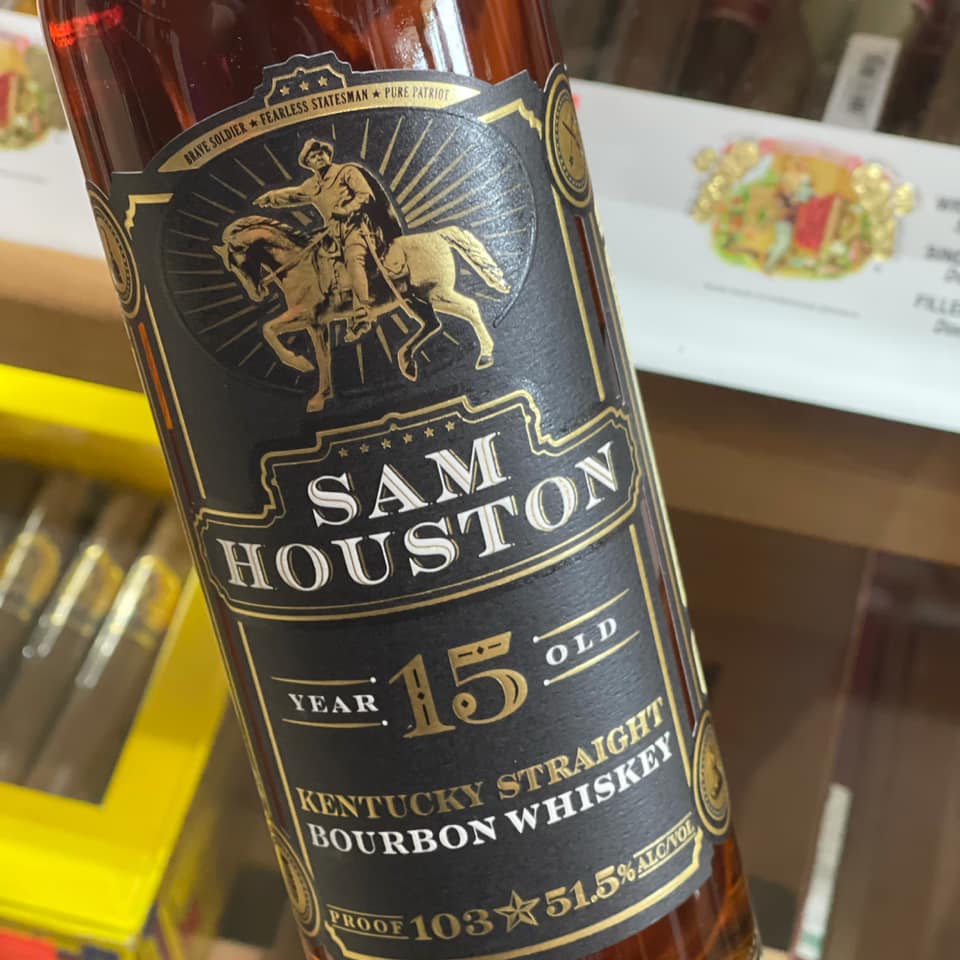 BRAVE SOLDIER ★ FEARLESS STATESMAN ★ PURE PATRIOT
SAM
HOUSTON
YEAR 15 OLD
KENTUCKY STRAIGHT
BOURBON WHISKEY
PROOF 103 ★ 51.5% ALC/VOL